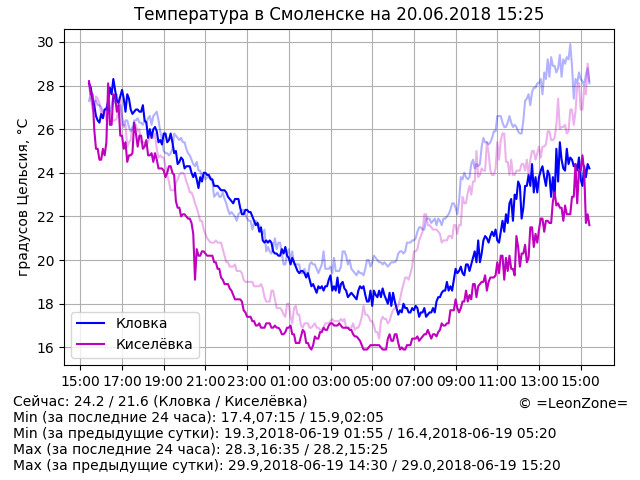 Температура в Смоленске на 20.06.2018 15:25
градусов Цельсия, °C
30
28
26
24
22
20
18
16
Кловка
Киселёвка
15:00 17:00 19:00 21:00 23:00 01:00 03:00 05:00 07:00 09:00 11:00 13:00 15:00
Сейчас: 24.2 / 21.6 (Кловка / Киселёвка)
© =LeonZone=
Min (за последние 24 часа): 17.4,07:15 / 15.9,02:05
Min (за предыдущие сутки): 19.3,2018-06-19 01:55 / 16.4,2018-06-19 05:20
Max (за последние 24 часа): 28.3,16:35 / 28.2,15:25
Max (за предыдущие сутки): 29.9,2018-06-19 14:30 / 29.0,2018-06-19 15:20